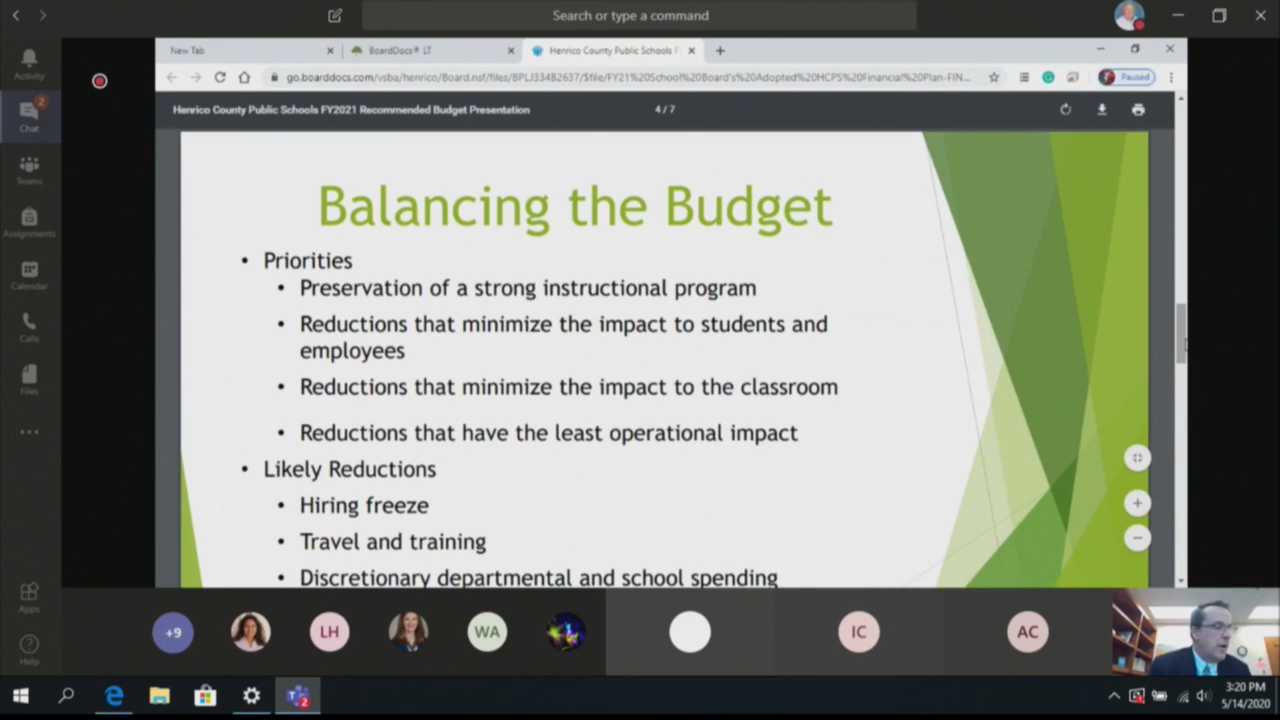 Search or type a command
Activity
2
Chat
Teams
Assignments
Calendar
Calls
Files
Apps
Help
New Tab
BoardDocs® LT
Henrico County Public Schools F
go.boarddocs.com/vsba/henrico/Board.nsf/files/BPLJ334B2637/$file/FY21%20School%20Board's%20Adopted%20HCPS%20Financial%20Plan-FIN...
Paused
Henrico County Public Schools FY2021 Recommended Budget Presentation
4 / 7
Balancing the Budget
• Priorities
• Preservation of a strong instructional program
• Reductions that minimize the impact to students and
employees
• Reductions that minimize the impact to the classroom
• Reductions that have the least operational impact
• Likely Reductions
• Hiring freeze
• Travel and training
• Discretionary departmental and school spending
+9
LH
WA
IC
AC
2
3:20 PM
5/14/2020